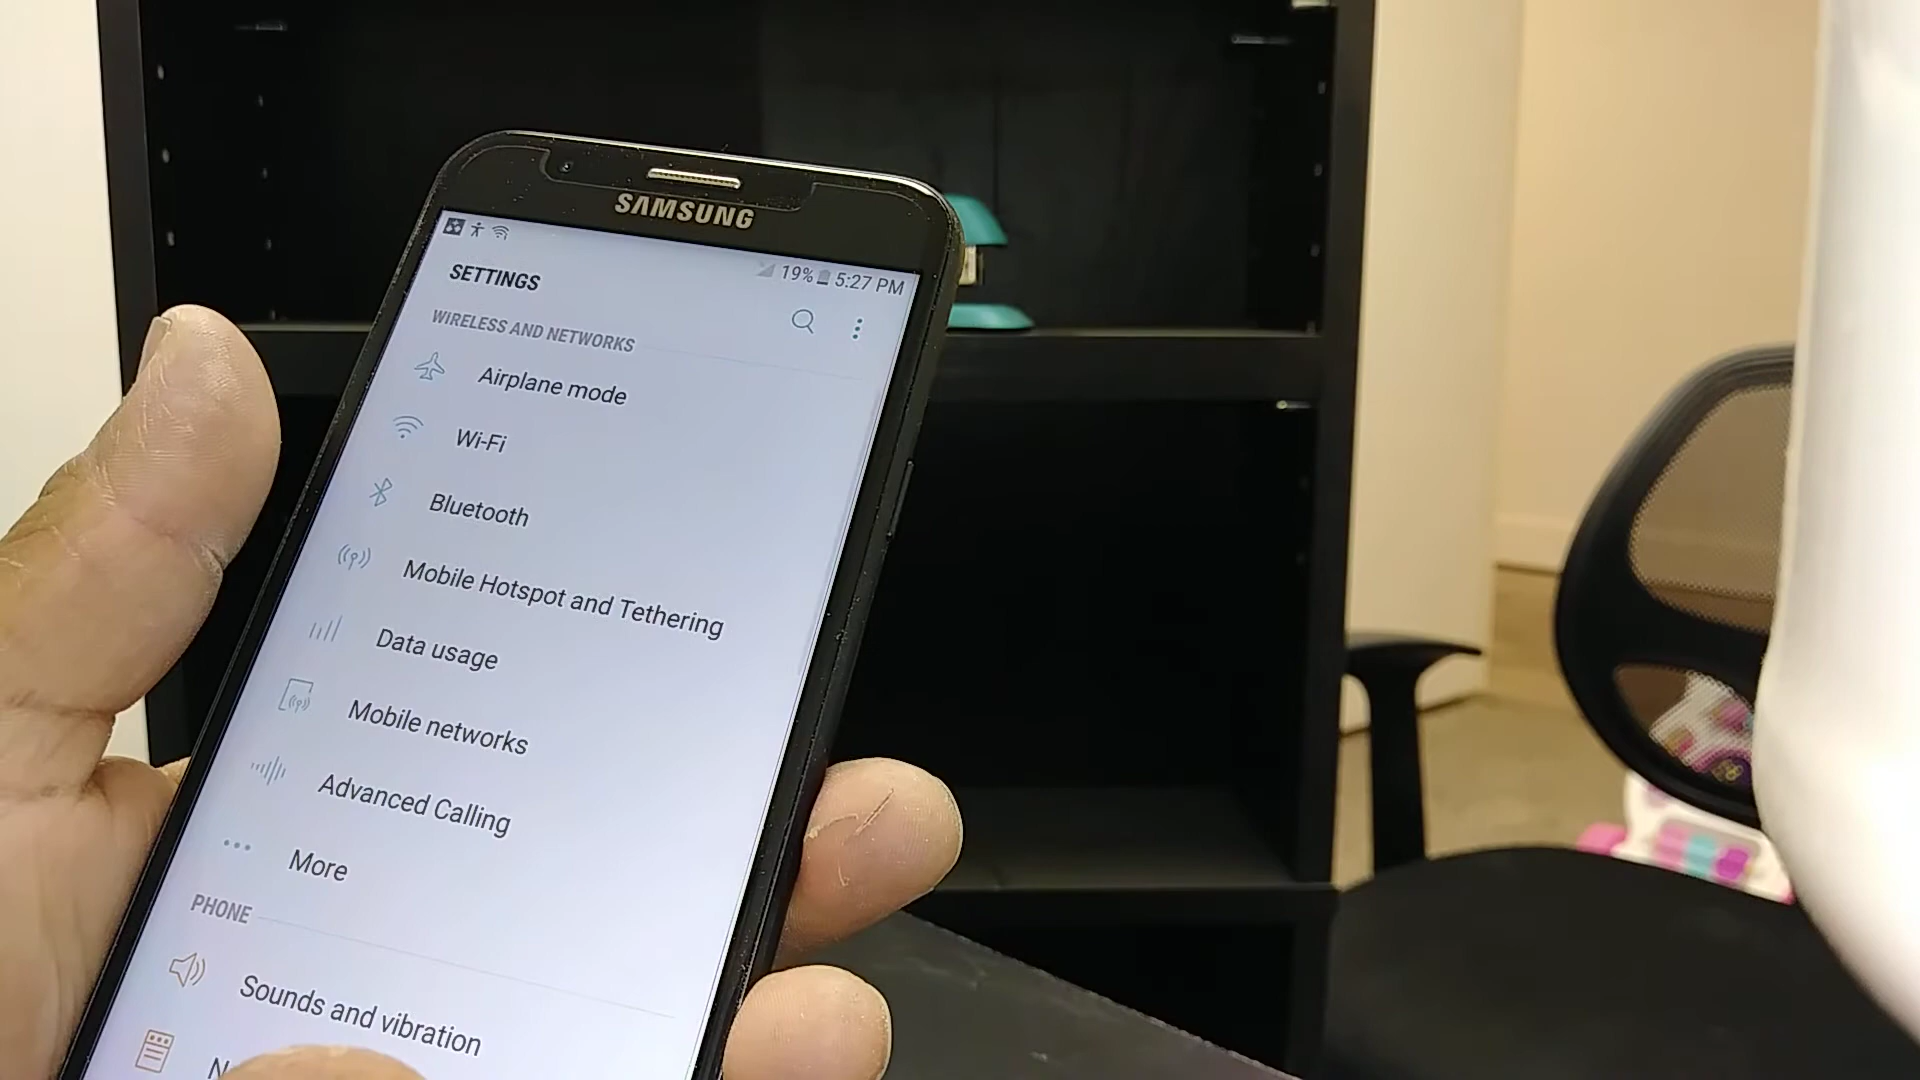 SAMSUNG
19% 5:27 PM
SETTINGS
WIRELESS AND NETWORKS
Airplane mode
Wi-Fi
Bluetooth
Mobile Hotspot and Tethering
Data usage
Mobile networks
Advanced Calling
More
PHONE
Sounds and vibration